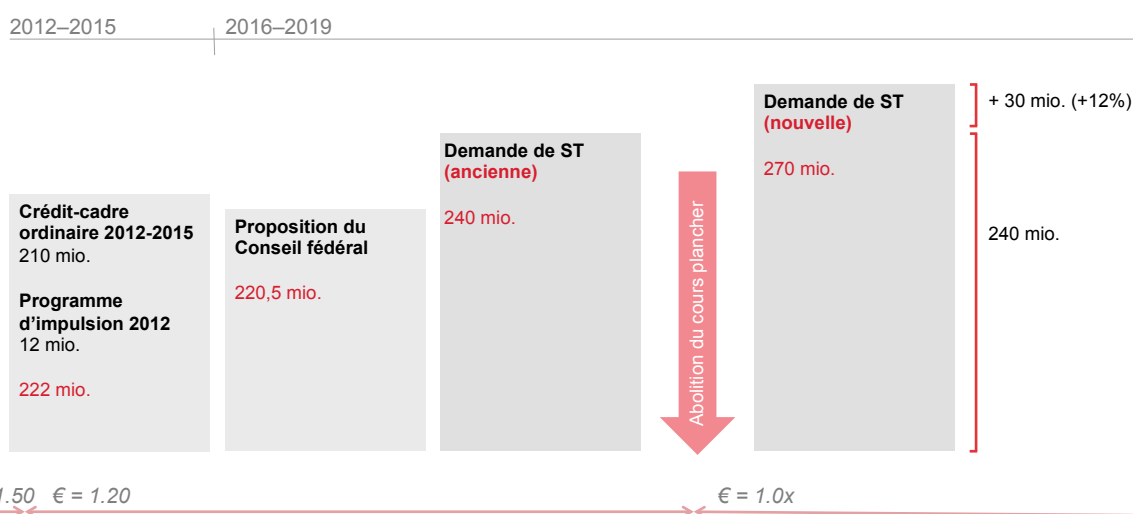 2012–2015
2016–2019
Crédit-cadre
ordinaire 2012-2015
210 mio.
Programme
d'impulsion 2012
12 mio.
222 mio.
Proposition du
Conseil fédéral
220,5 mio.
Demande de ST
(ancienne)
240 mio.
Abolition du cours plancher
Demande de ST
(nouvelle)
270 mio.
+ 30 mio. (+12%)
240 mio.
.50
€ = 1.20
€ = 1.0x